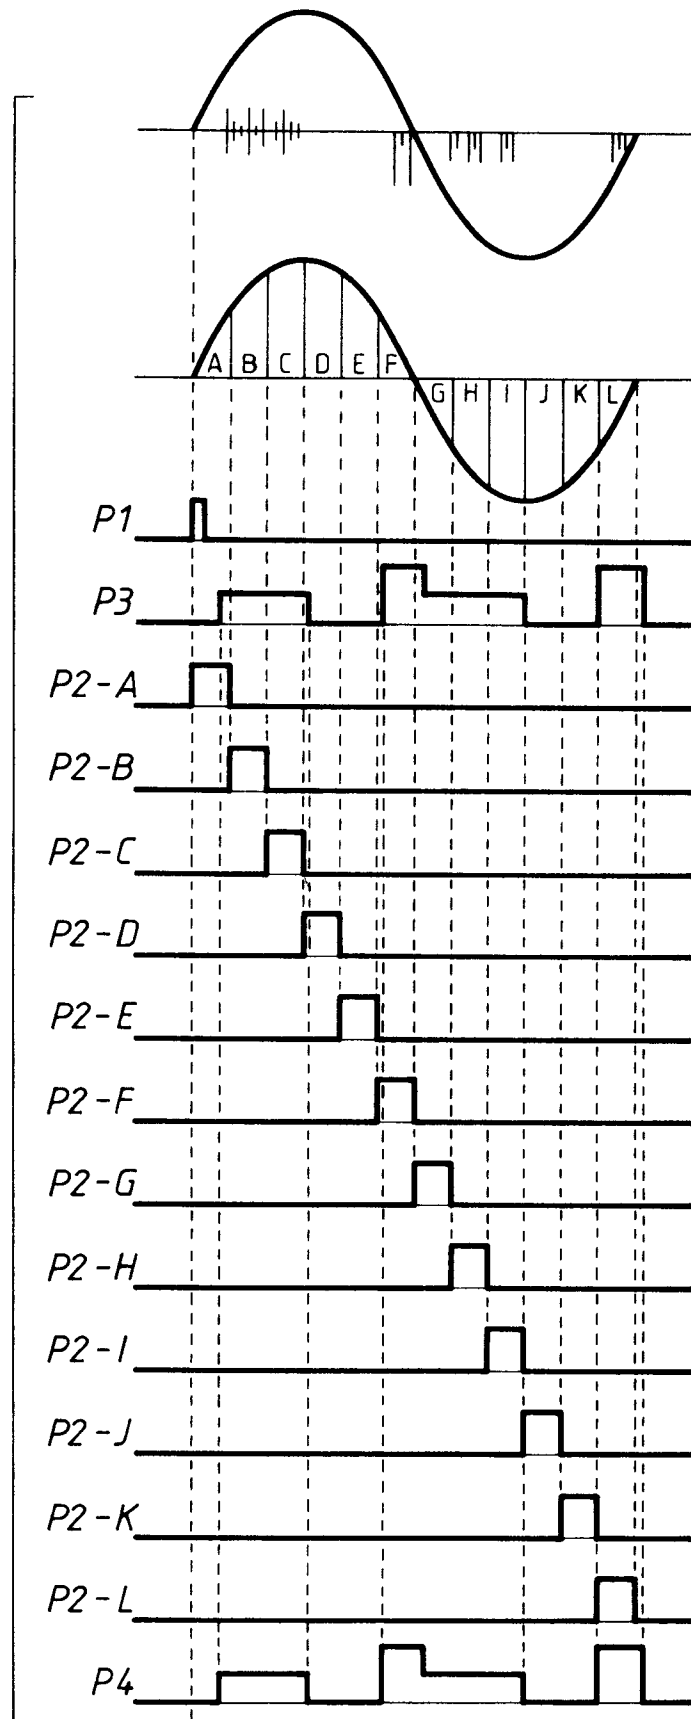 A B C D E F
G H I J K L
P1
P3
P2-A
P2-B
P2-C
P2-D
P2-E
P2-F
P2-G
P2-H
P2-I
P2-J
P2-K
P2-L
P4